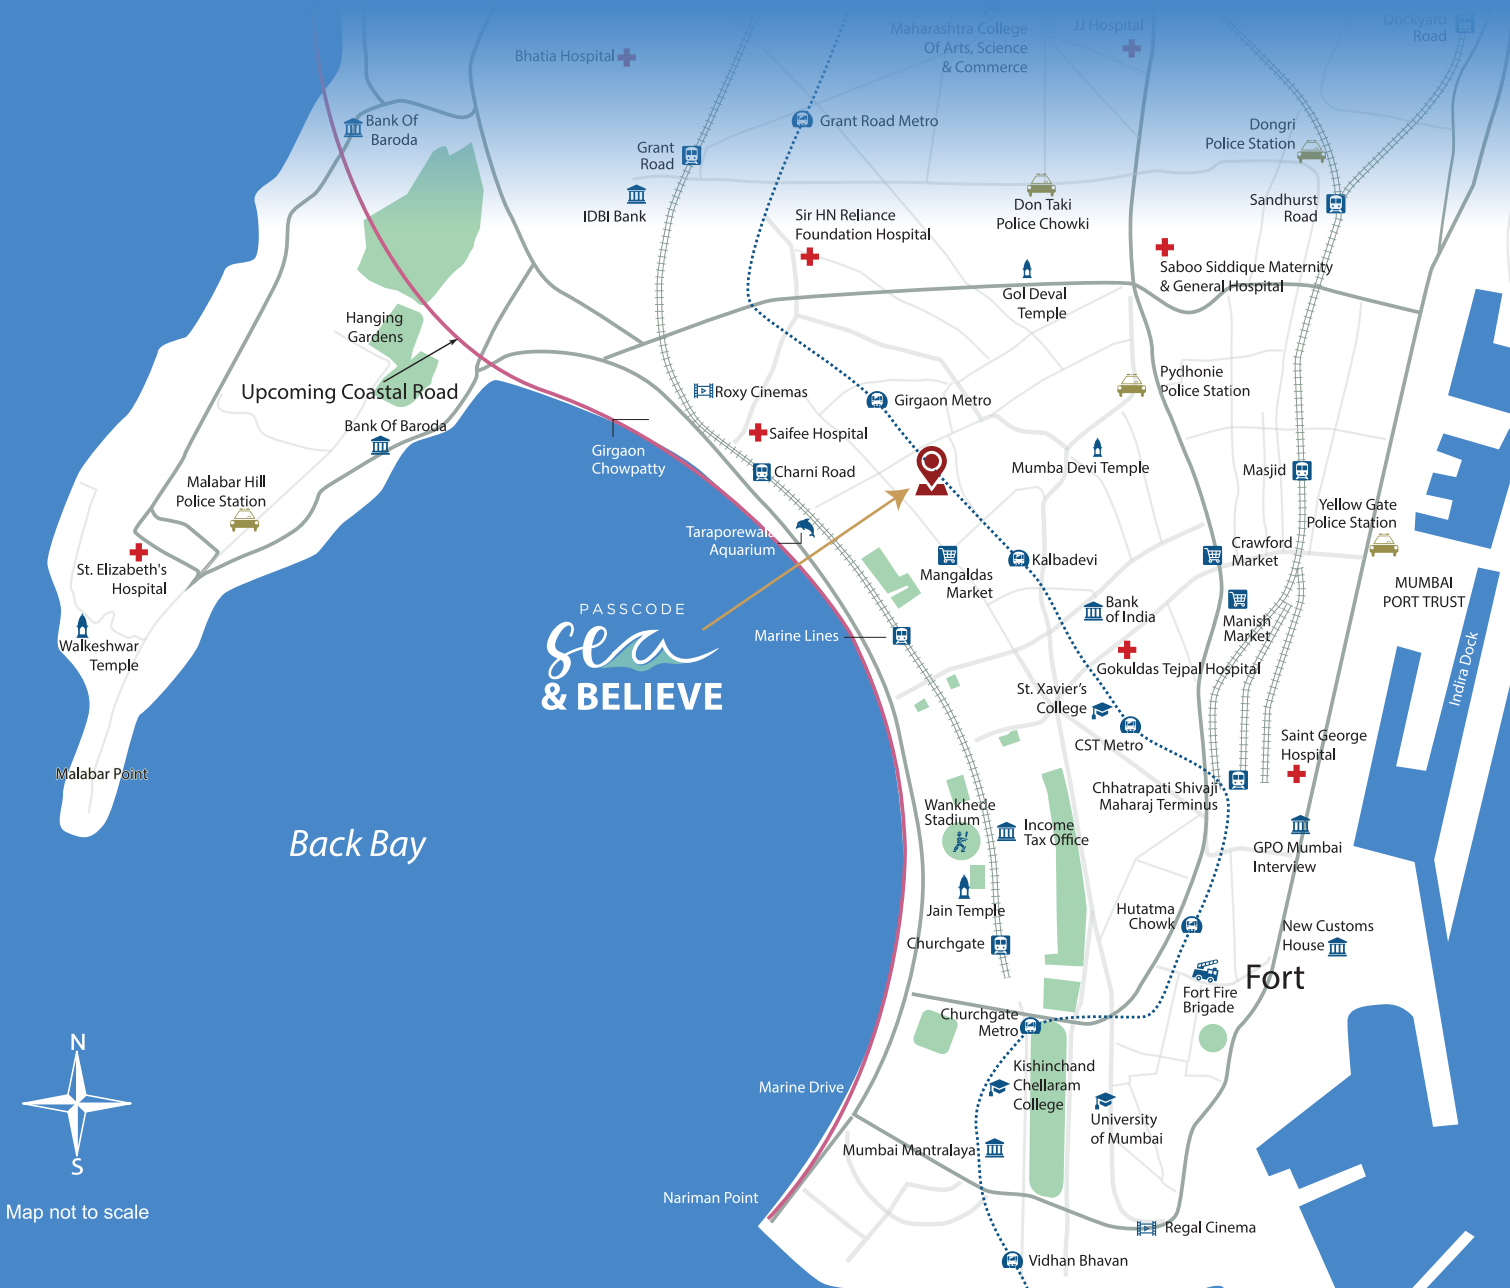 Maharashtra College
Of Arts, Science
& Commerce
JJ Hospital
Dockyard
Road
Bhatia Hospital
Bank Of
Baroda
Grant Road Metro
Grant
Road
Dongri
Police Station
IDBI Bank
Sir HN Reliance
Foundation Hospital
Don Taki
Police Chowki
Sandhurst
Road
Saboo Siddique Maternity
& General Hospital
Gol Deval
Temple
Hanging
Gardens
Upcoming Coastal Road
Bank Of Baroda
Roxy Cinemas
Girgaon Metro
Pydhonie
Police Station
Saifee Hospital
Girgaon
Chowpatty
Charni Road
Mumba Devi Temple
Masjid
Malabar Hill
Police Station
Yellow Gate
Police Station
Taraporewala
Aquarium
Mangaldas
Market
Kalbadevi
Crawford
Market
MUMBAI
PORT TRUST
St. Elizabeth's
Hospital
Bank
of India
Manish
Market
PASSCODE
sea
& BELIEVE
Marine Lines
Walkeshwar
Temple
Gokuldas Tejpal Hospital
Indira Dock
St. Xavier's
College
CST Metro
Saint George
Hospital
Malabar Point
Chhatrapati Shivaji
Maharaj Terminus
Wankhede
Stadium
Income
Tax Office
Back Bay
GPO Mumbai
Interview
Jain Temple
Hutatma
Chowk
Churchgate
New Customs
House
Fort
Fort Fire
Brigade
Churchgate
Metro
N
S
Map not to scale
Marine Drive
Kishinchand
Chellaram
College
University
of Mumbai
Mumbai Mantralaya
Nariman Point
Regal Cinema
Vidhan Bhavan